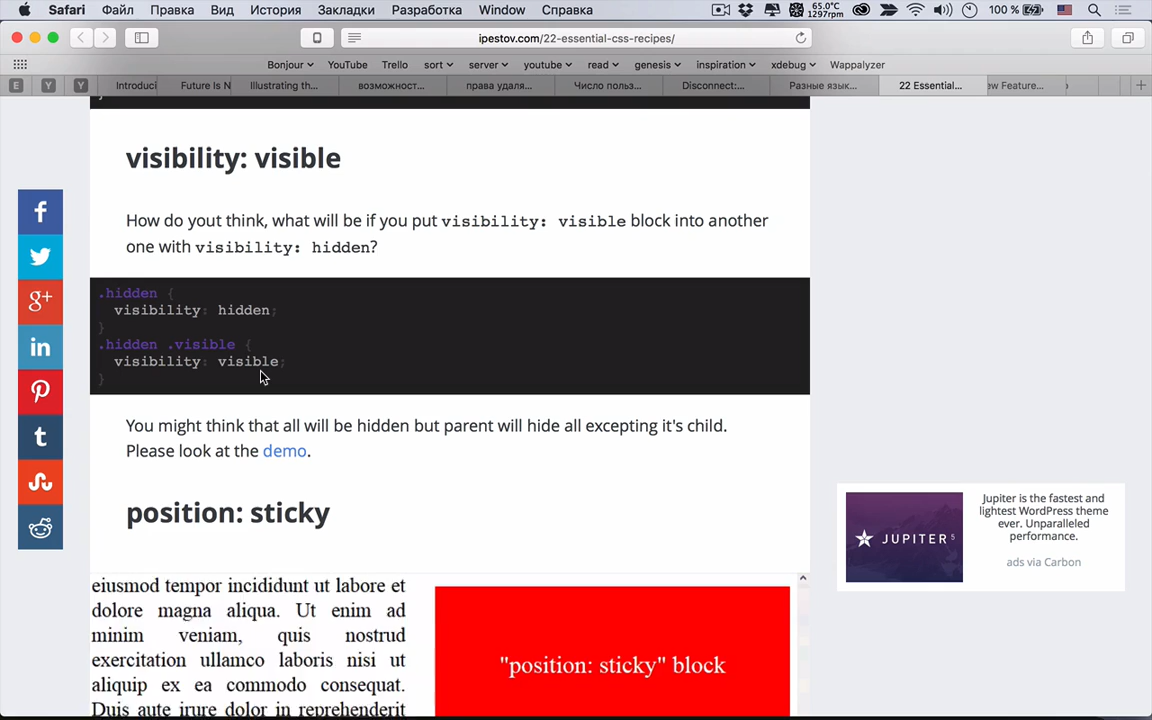 Safari Файл Правка Вид История Закладки Разработка Window Справка 65.0°C 1297rpm 100 %
ipestov.com/22-essential-css-recipes/
Bonjour YouTube Trello sort server youtube read genesis inspiration xdebug Wappalyzer
E Y Y Introduci Future Is N Illustrating th... возможност... права удаля... Число польз... Disconnect:... Разные язык... 22 Essential... ew Feature...
visibility: visible
How do yout think, what will be if you put visibility: visible block into another
one with visibility: hidden?
.hidden {
visibility: hidden;
}
.hidden .visible {
visibility: visible;
}
You might think that all will be hidden but parent will hide all excepting it's child.
Please look at the demo.
position: sticky
eiusmod tempor incididunt ut labore et
dolore magna aliqua. Ut enim ad
minim veniam, quis nostrud
exercitation ullamco laboris nisi ut
aliquip ex ea commodo consequat.
Duis aute irure dolor in reprehenderit
"position: sticky" block
JUPITER 5
Jupiter is the fastest and
lightest WordPress theme
ever. Unparalleled
performance.
ads via Carbon